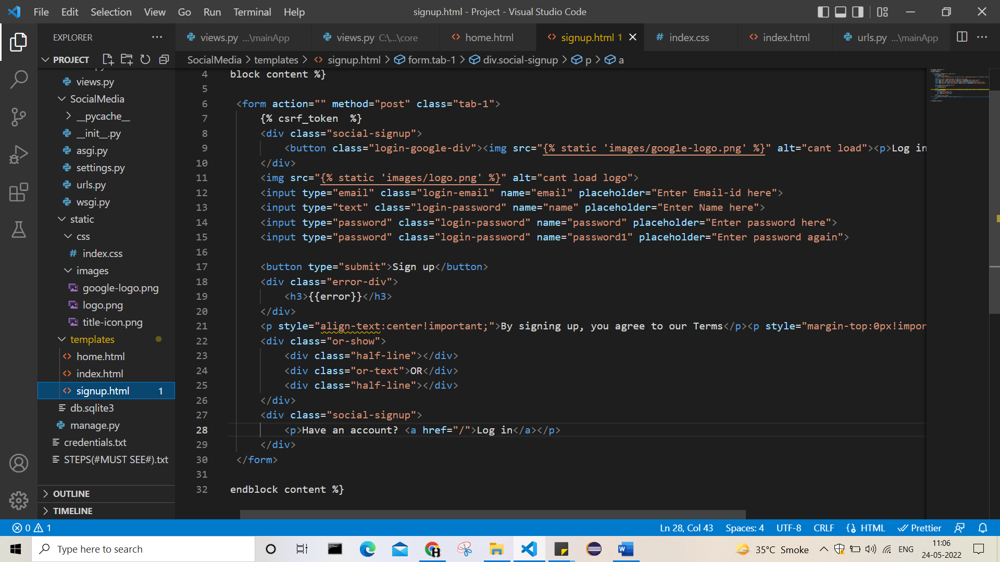 File Edit Selection View Go Run Terminal Help
signup.html - Project - Visual Studio Code
EXPLORER
views.py ...\mainApp
views.py C:\...\core
home.html
signup.html 1
index.css
index.html
urls.py ...\mainApp
PROJECT
SocialMedia > templates > signup.html > form.tab-1 > div.social-signup > p > a
views.py
SocialMedia
__pycache__
__init__.py
asgi.py
settings.py
urls.py
wsgi.py
static
css
index.css
images
google-logo.png
logo.png
title-icon.png
templates
home.html
index.html
signup.html 1
db.sqlite3
manage.py
credentials.txt
STEPS(#MUST SEE#).txt
OUTLINE
TIMELINE
4 block content %}
5
6 <form action="" method="post" class="tab-1">
7 {% csrf_token  %}
8 <div class="social-signup">
9 <button class="login-google-div"><img src="{% static 'images/google-logo.png' %}" alt="cant load"><p>Log in
10 </div>
11 <img src="{% static 'images/logo.png' %}" alt="cant load logo">
12 <input type="email" class="login-email" name="email" placeholder="Enter Email-id here">
13 <input type="text" class="login-password" name="name" placeholder="Enter Name here">
14 <input type="password" class="login-password" name="password" placeholder="Enter password here">
15 <input type="password" class="login-password" name="password1" placeholder="Enter password again">
16
17 <button type="submit">Sign up</button>
18 <div class="error-div">
19 <h3>{{error}}</h3>
20 </div>
21 <p style="align-text:center!important;">By signing up, you agree to our Terms</p><p style="margin-top:0px!impor
22 <div class="or-show">
23 <div class="half-line"></div>
24 <div class="or-text">OR</div>
25 <div class="half-line"></div>
26 </div>
27 <div class="social-signup">
28 <p>Have an account? <a href="/">Log in</a></p>
29 </div>
30 </form>
31
32 endblock content %}
0 1
Ln 28, Col 43 Spaces: 4 UTF-8 CRLF HTML Prettier
Type here to search
35°C Smoke ENG
11:06
24-05-2022